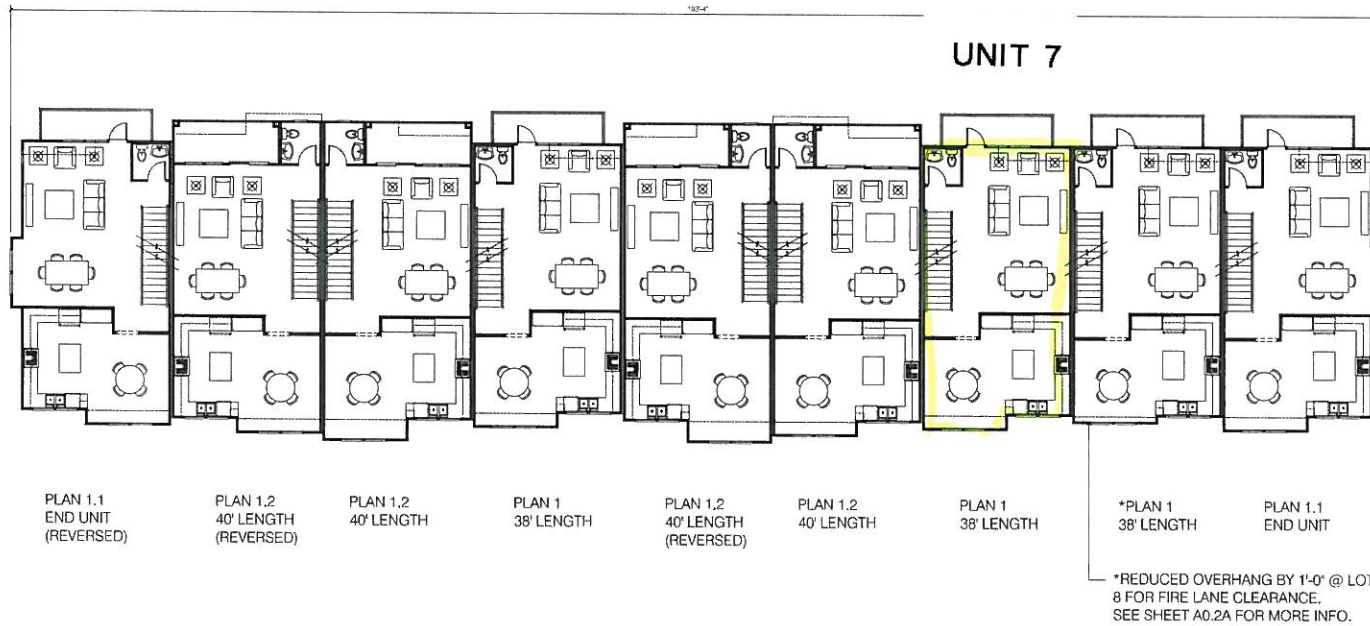 UNIT 7
PLAN 1.1
END UNIT
(REVERSED)
PLAN 1.2
40' LENGTH
(REVERSED)
PLAN 1.2
40' LENGTH
PLAN 1
38' LENGTH
PLAN 1.2
40' LENGTH
(REVERSED)
PLAN 1.2
40' LENGTH
PLAN 1
38' LENGTH
*PLAN 1
38' LENGTH
PLAN 1.1
END UNIT
*REDUCED OVERHANG BY 1'-0" @ LOT
8 FOR FIRE LANE CLEARANCE.
SEE SHEET A0.2A FOR MORE INFO.